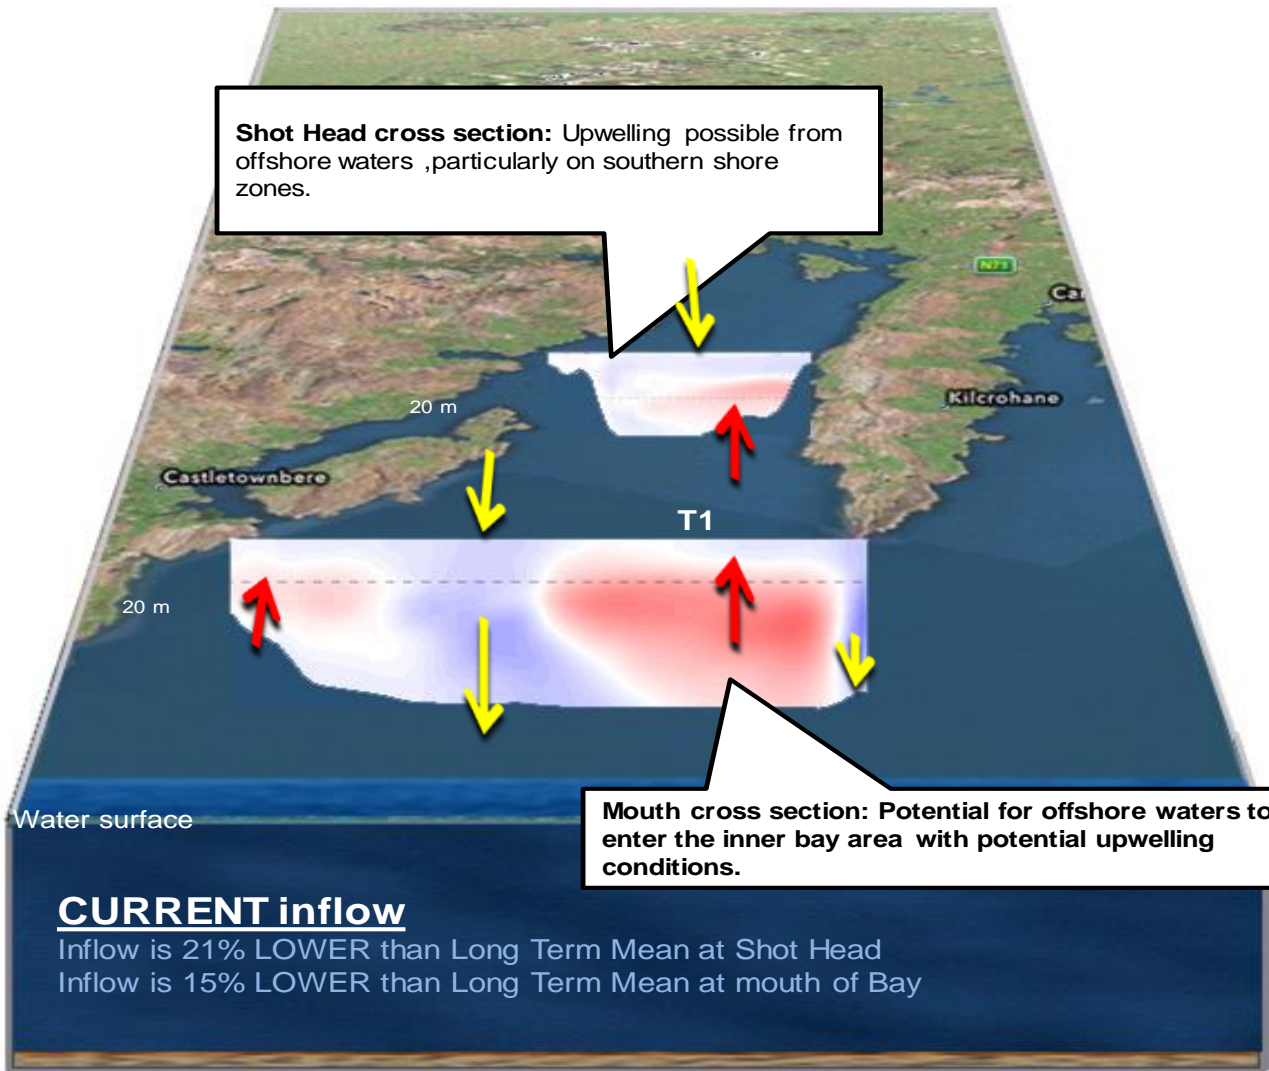 Shot Head cross section: Upwelling possible from
offshore waters ,particularly on southern shore
zones.
N71
Kilcrohane
20 m
Castletownbere
T1
20 m
Mouth cross section: Potential for offshore waters to
enter the inner bay area with potential upwelling
conditions.
Water surface
CURRENT inflow
Inflow is 21% LOWER than Long Term Mean at Shot Head
Inflow is 15% LOWER than Long Term Mean at mouth of Bay